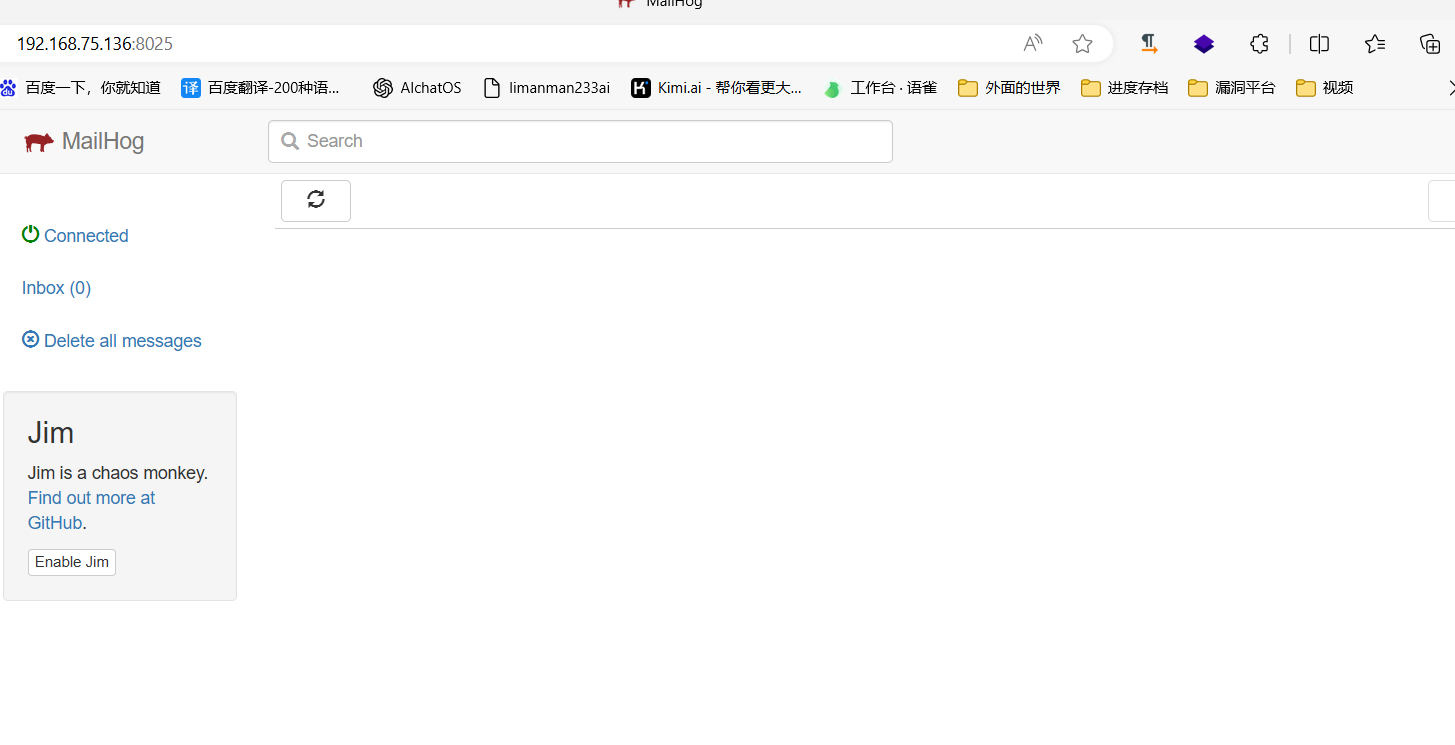 MailHog
192.168.75.136:8025
百度一下，你就知道 百度翻译-200种语... AIchatOS limanman233ai Kimi.ai - 帮你看更大... 工作台 · 语雀 外面的世界 进度存档 漏洞平台 视频
MailHog Search
Connected
Inbox (0)
Delete all messages
Jim
Jim is a chaos monkey.
Find out more at
GitHub.
Enable Jim